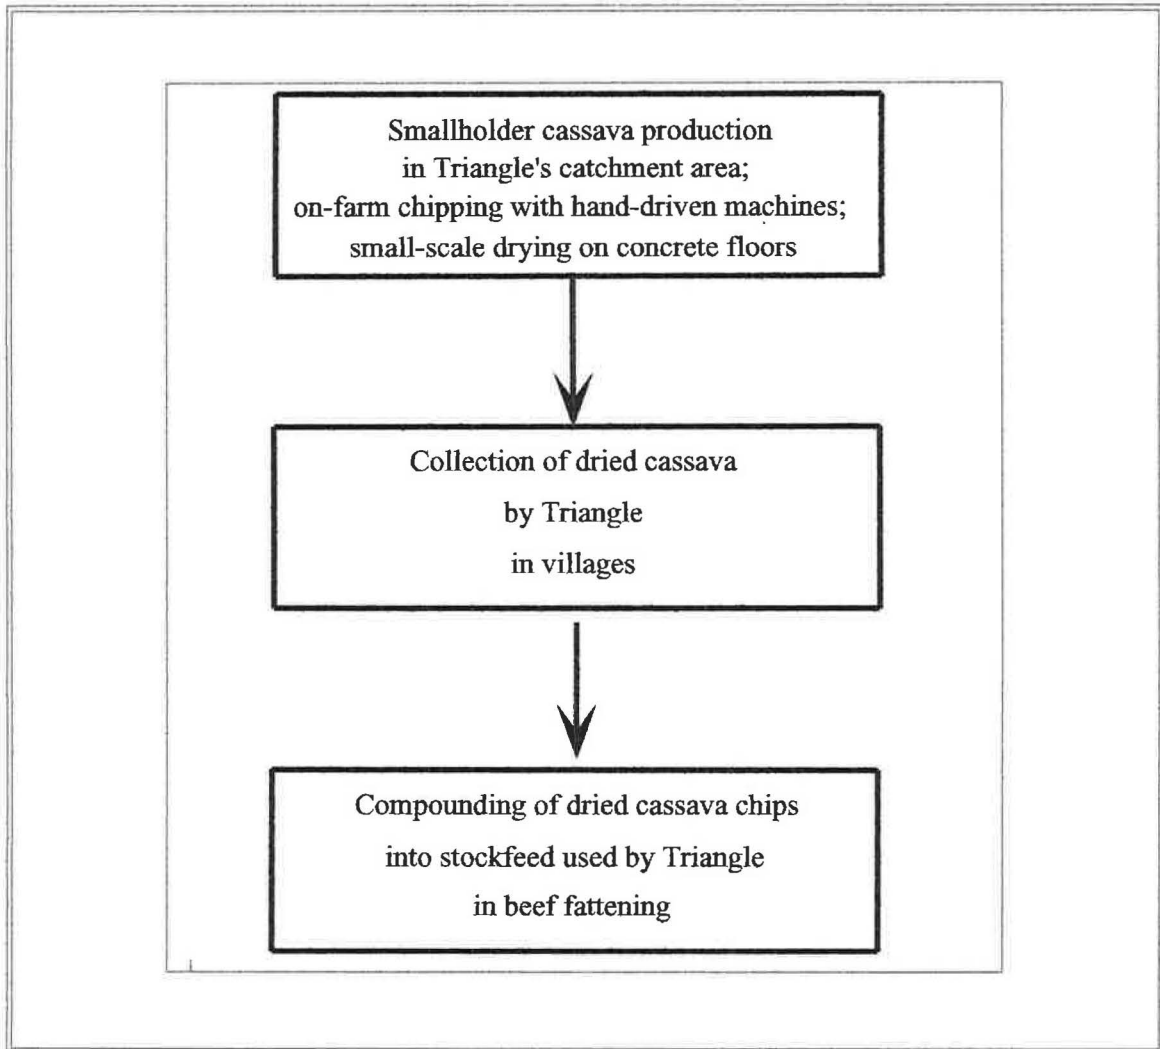 Smallholder cassava production
in Triangle's catchment area;
on-farm chipping with hand-driven machines;
small-scale drying on concrete floors
Collection of dried cassava
by Triangle
in villages
Compounding of dried cassava chips
into stockfeed used by Triangle
in beef fattening